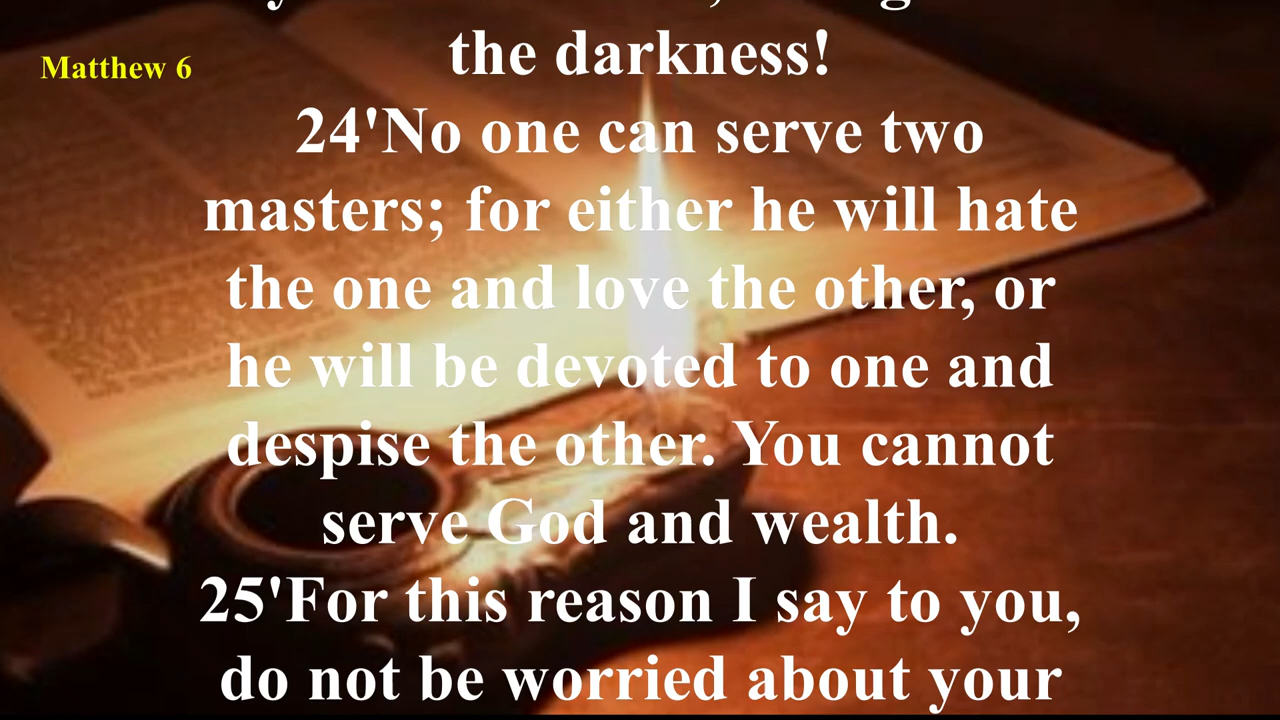 Matthew 6
the darkness!
24'No one can serve two
masters; for either he will hate
the one and love the other, or
he will be devoted to one and
despise the other. You cannot
serve God and wealth.
25'For this reason I say to you,
do not be worried about your